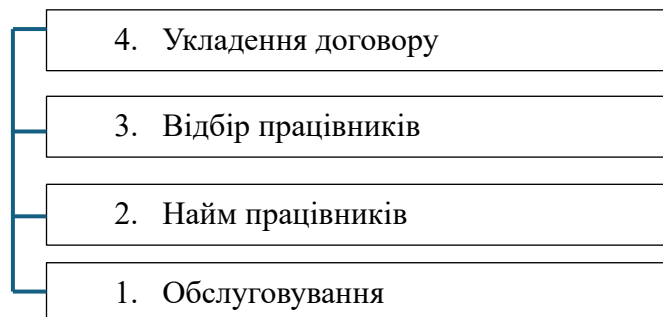 4. Укладення договору
3. Відбір працівників
2. Найм працівників
1. Обслуговування